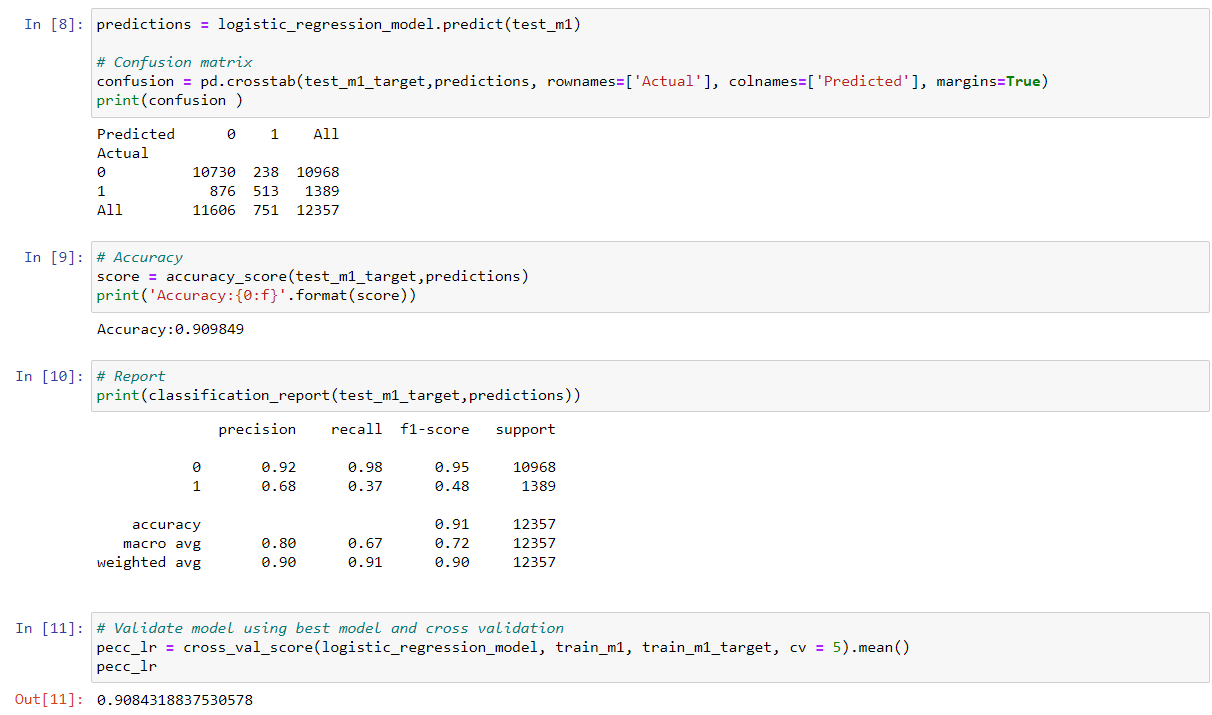 In [8]: predictions = logistic_regression_model.predict(test_m1)
# Confusion matrix
confusion = pd.crosstab(test_m1_target,predictions, rownames=['Actual'], colnames=['Predicted'], margins=True)
print(confusion )
Predicted 0 1 All
Actual
0 10730 238 10968
1 876 513 1389
All 11606 751 12357
In [9]: # Accuracy
score = accuracy_score(test_m1_target,predictions)
print('Accuracy:{0:f}'.format(score))
Accuracy:0.909849
In [10]: # Report
print(classification_report(test_m1_target,predictions))
precision recall f1-score support
0 0.92 0.98 0.95 10968
1 0.68 0.37 0.48 1389
accuracy 0.91 12357
macro avg 0.80 0.67 0.72 12357
weighted avg 0.90 0.91 0.90 12357
In [11]: # Validate model using best model and cross validation
pecc_lr = cross_val_score(logistic_regression_model, train_m1, train_m1_target, cv = 5).mean()
pecc_lr
Out[11]: 0.9084318837530578